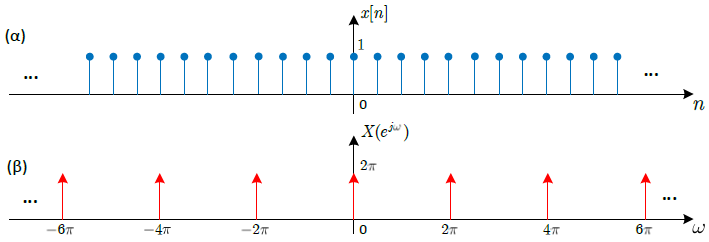 x[n]
(α)
1
... ...
0 n
X(e^{jω})
(β)
2π
... ...
−6π −4π −2π 0 2π 4π 6π ω